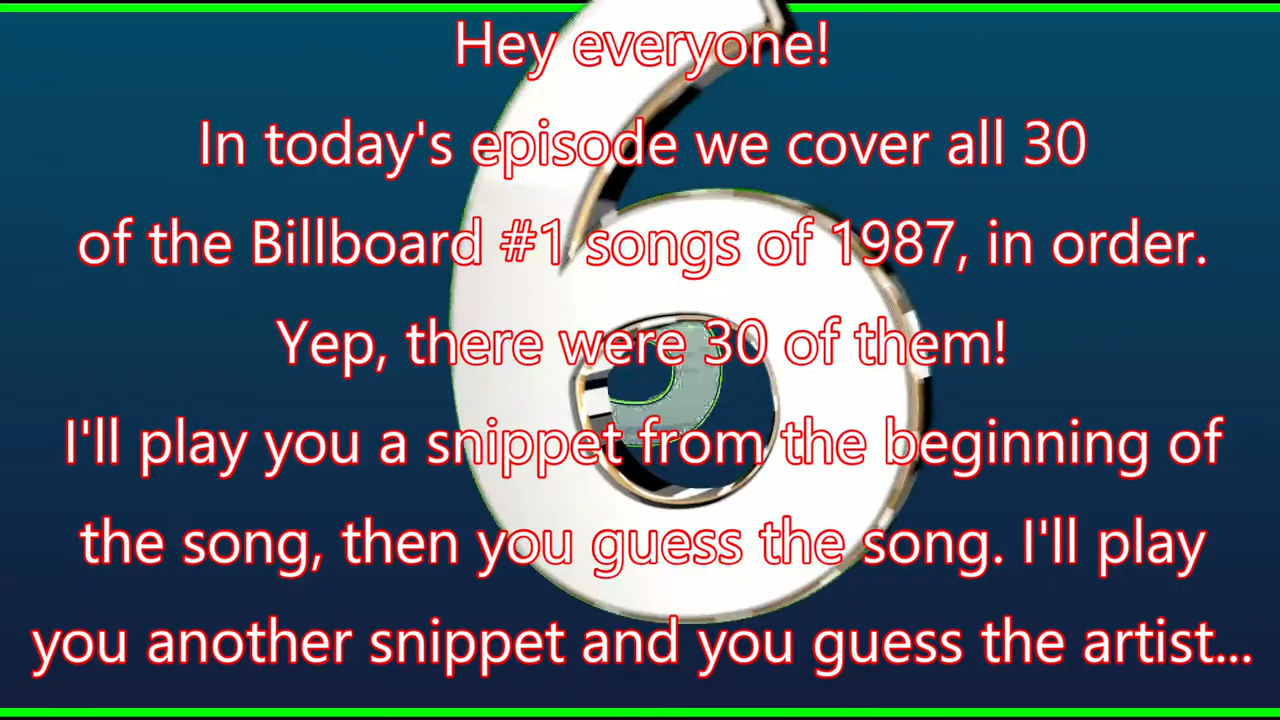 Hey everyone!
In today's episode we cover all 30
of the Billboard #1 songs of 1987, in order.
Yep, there were 30 of them!
I'll play you a snippet from the beginning of
the song, then you guess the song. I'll play
you another snippet and you guess the artist...
6